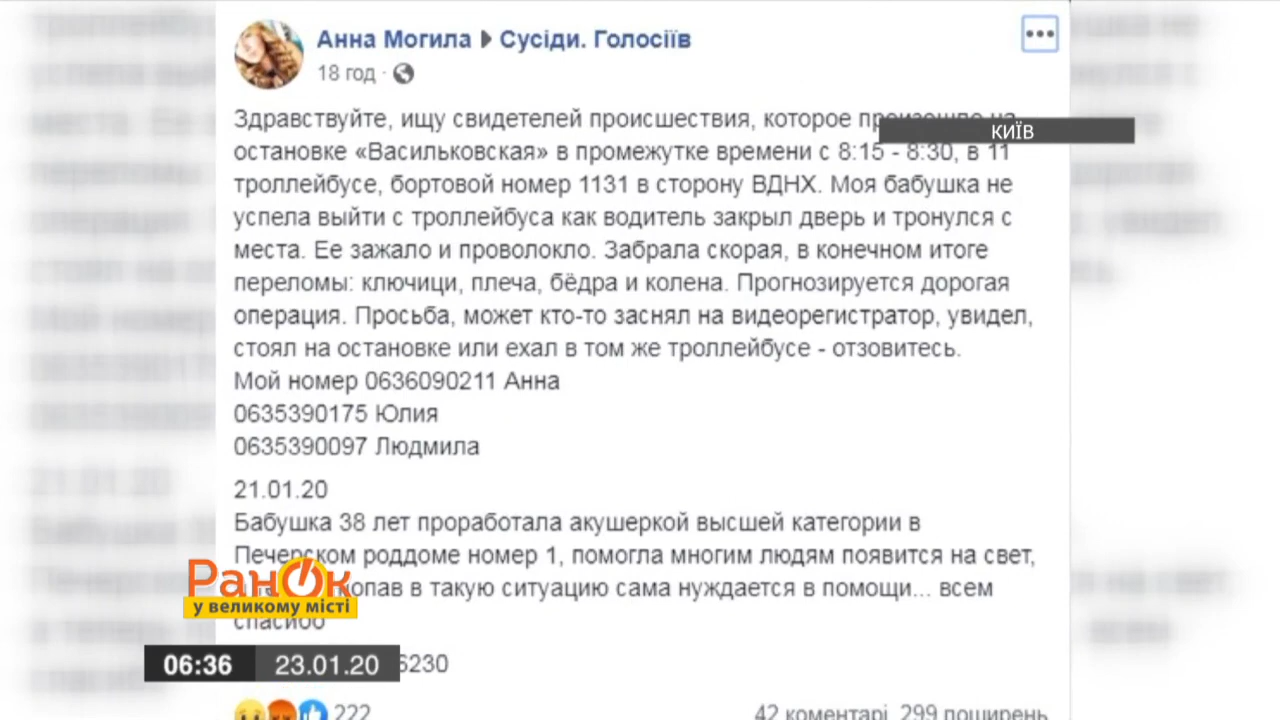 Анна Могила Сусіди. Голосіїв
18 год ·
Здравствуйте, ищу свидетелей происшествия, которое
КИЇВ
остановке «Васильковская» в промежутке времени с 8:15 - 8:30, в 11
троллейбусе, бортовой номер 1131 в сторону ВДНХ. Моя бабушка не
успела выйти с троллейбуса как водитель закрыл дверь и тронулся с
места. Ее зажало и проволокло. Забрала скорая, в конечном итоге
переломы: ключици, плеча, бёдра и колена. Прогнозируется дорогая
операция. Просьба, может кто-то заснял на видеорегистратор, увидел,
стоял на остановке или ехал в том же троллейбусе - отзовитесь.
Мой номер 0636090211 Анна
0635390175 Юлия
0635390097 Людмила
21.01.20
Бабушка 38 лет проработала акушеркой высшей категории в
Печерском роддоме номер 1, помогла многим людям появится на свет,
попав в такую ситуацию сама нуждается в помощи... всем
спасибо
РанОк
у великому місті
06:36 23.01.20
6230
222 42 коментарі 299 поширень